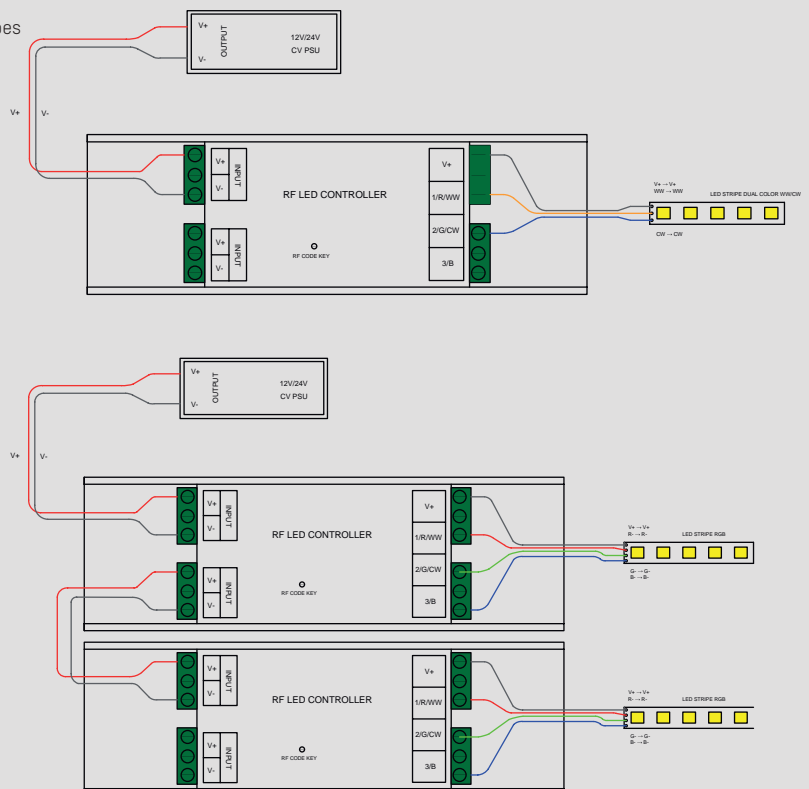 V+
OUTPUT
12V/24V
CV PSU
V-
V+
V-
V+
INPUT
V-
RF LED CONTROLLER
V+
1/R/WW
V+
INPUT
V-
RF CODE KEY
2/G/CW
3/B
V+ → V+
WW → WW
LED STRIPE DUAL COLOR WW/CW
CW → CW
V+
OUTPUT
12V/24V
CV PSU
V-
V+
V-
V+
INPUT
V-
RF LED CONTROLLER
V+
1/R/WW
V+
INPUT
V-
RF CODE KEY
2/G/CW
3/B
V+ → V+
R- → R-
LED STRIPE RGB
G- → G-
B- → B-
V+
INPUT
V-
RF LED CONTROLLER
V+
1/R/WW
V+
INPUT
V-
RF CODE KEY
2/G/CW
3/B
V+ → V+
R- → R-
LED STRIPE RGB
G- → G-
B- → B-